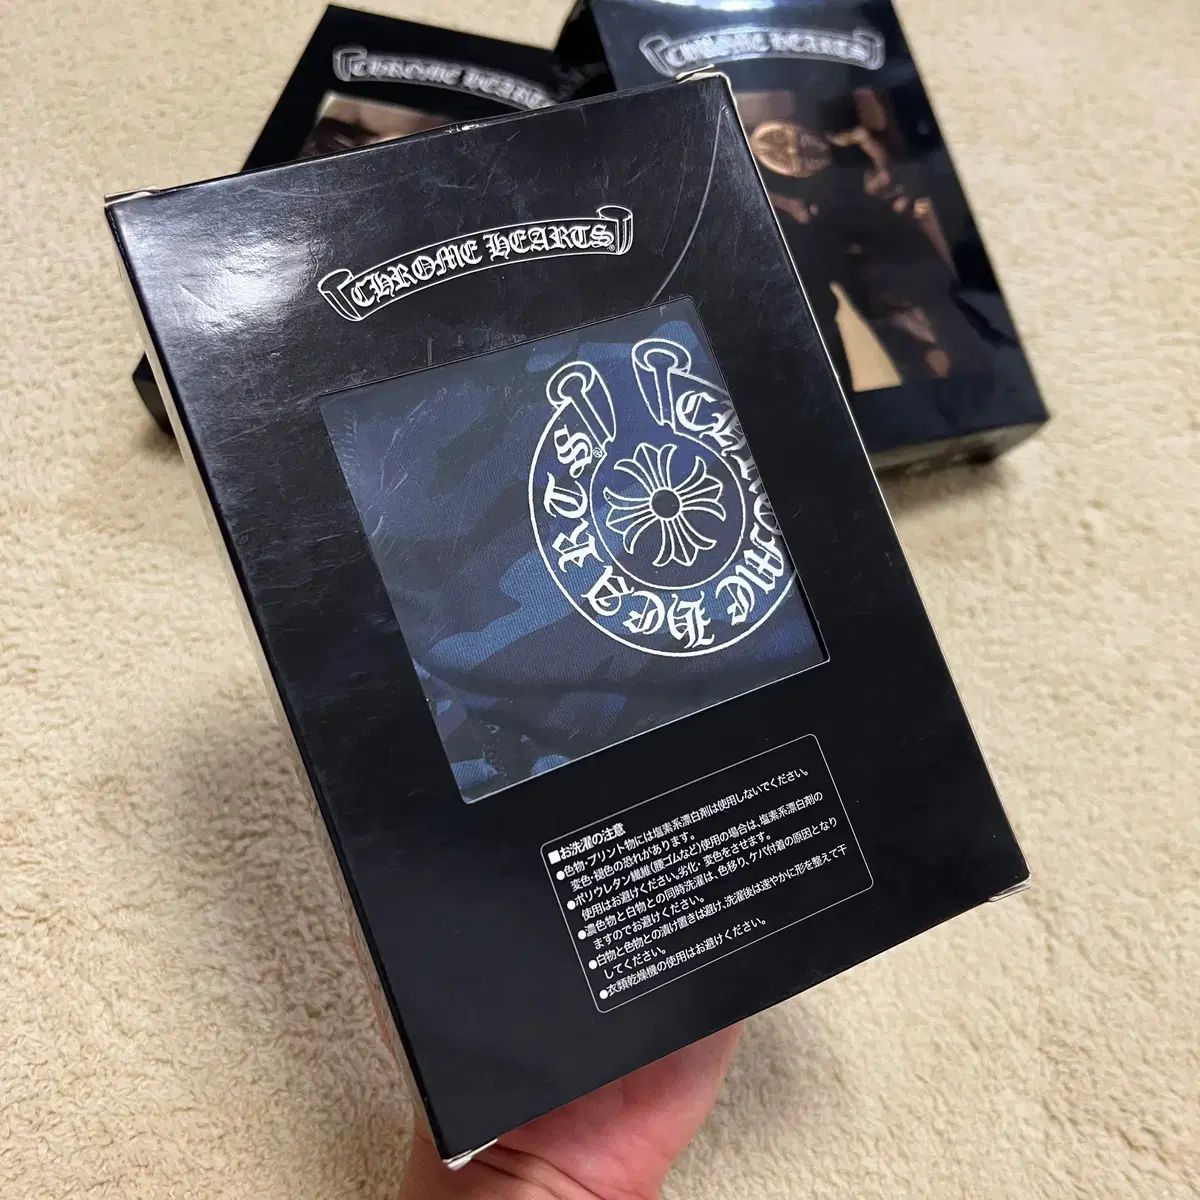 CHROME HEARTS
CHROME HEARTS
CHROME HEARTS®
CHROME HEARTS®
■お洗濯の注意
●色物・プリント物には塩素系漂白剤は使用しないでください。
変色・褪色の恐れがあります。
●ポリウレタン繊維(腰ゴムなど)使用の場合は、塩素系漂白剤の
使用はお避けください。劣化・変色をさせます。
●濃色物と白物との同時洗濯は、色移り、ケバ付着の原因となり
ますのでお避けください。
●白物と色物との漬け置きは避け、洗濯後は速やかに形を整えて干
してください。
●衣類乾燥機の使用はお避けください。